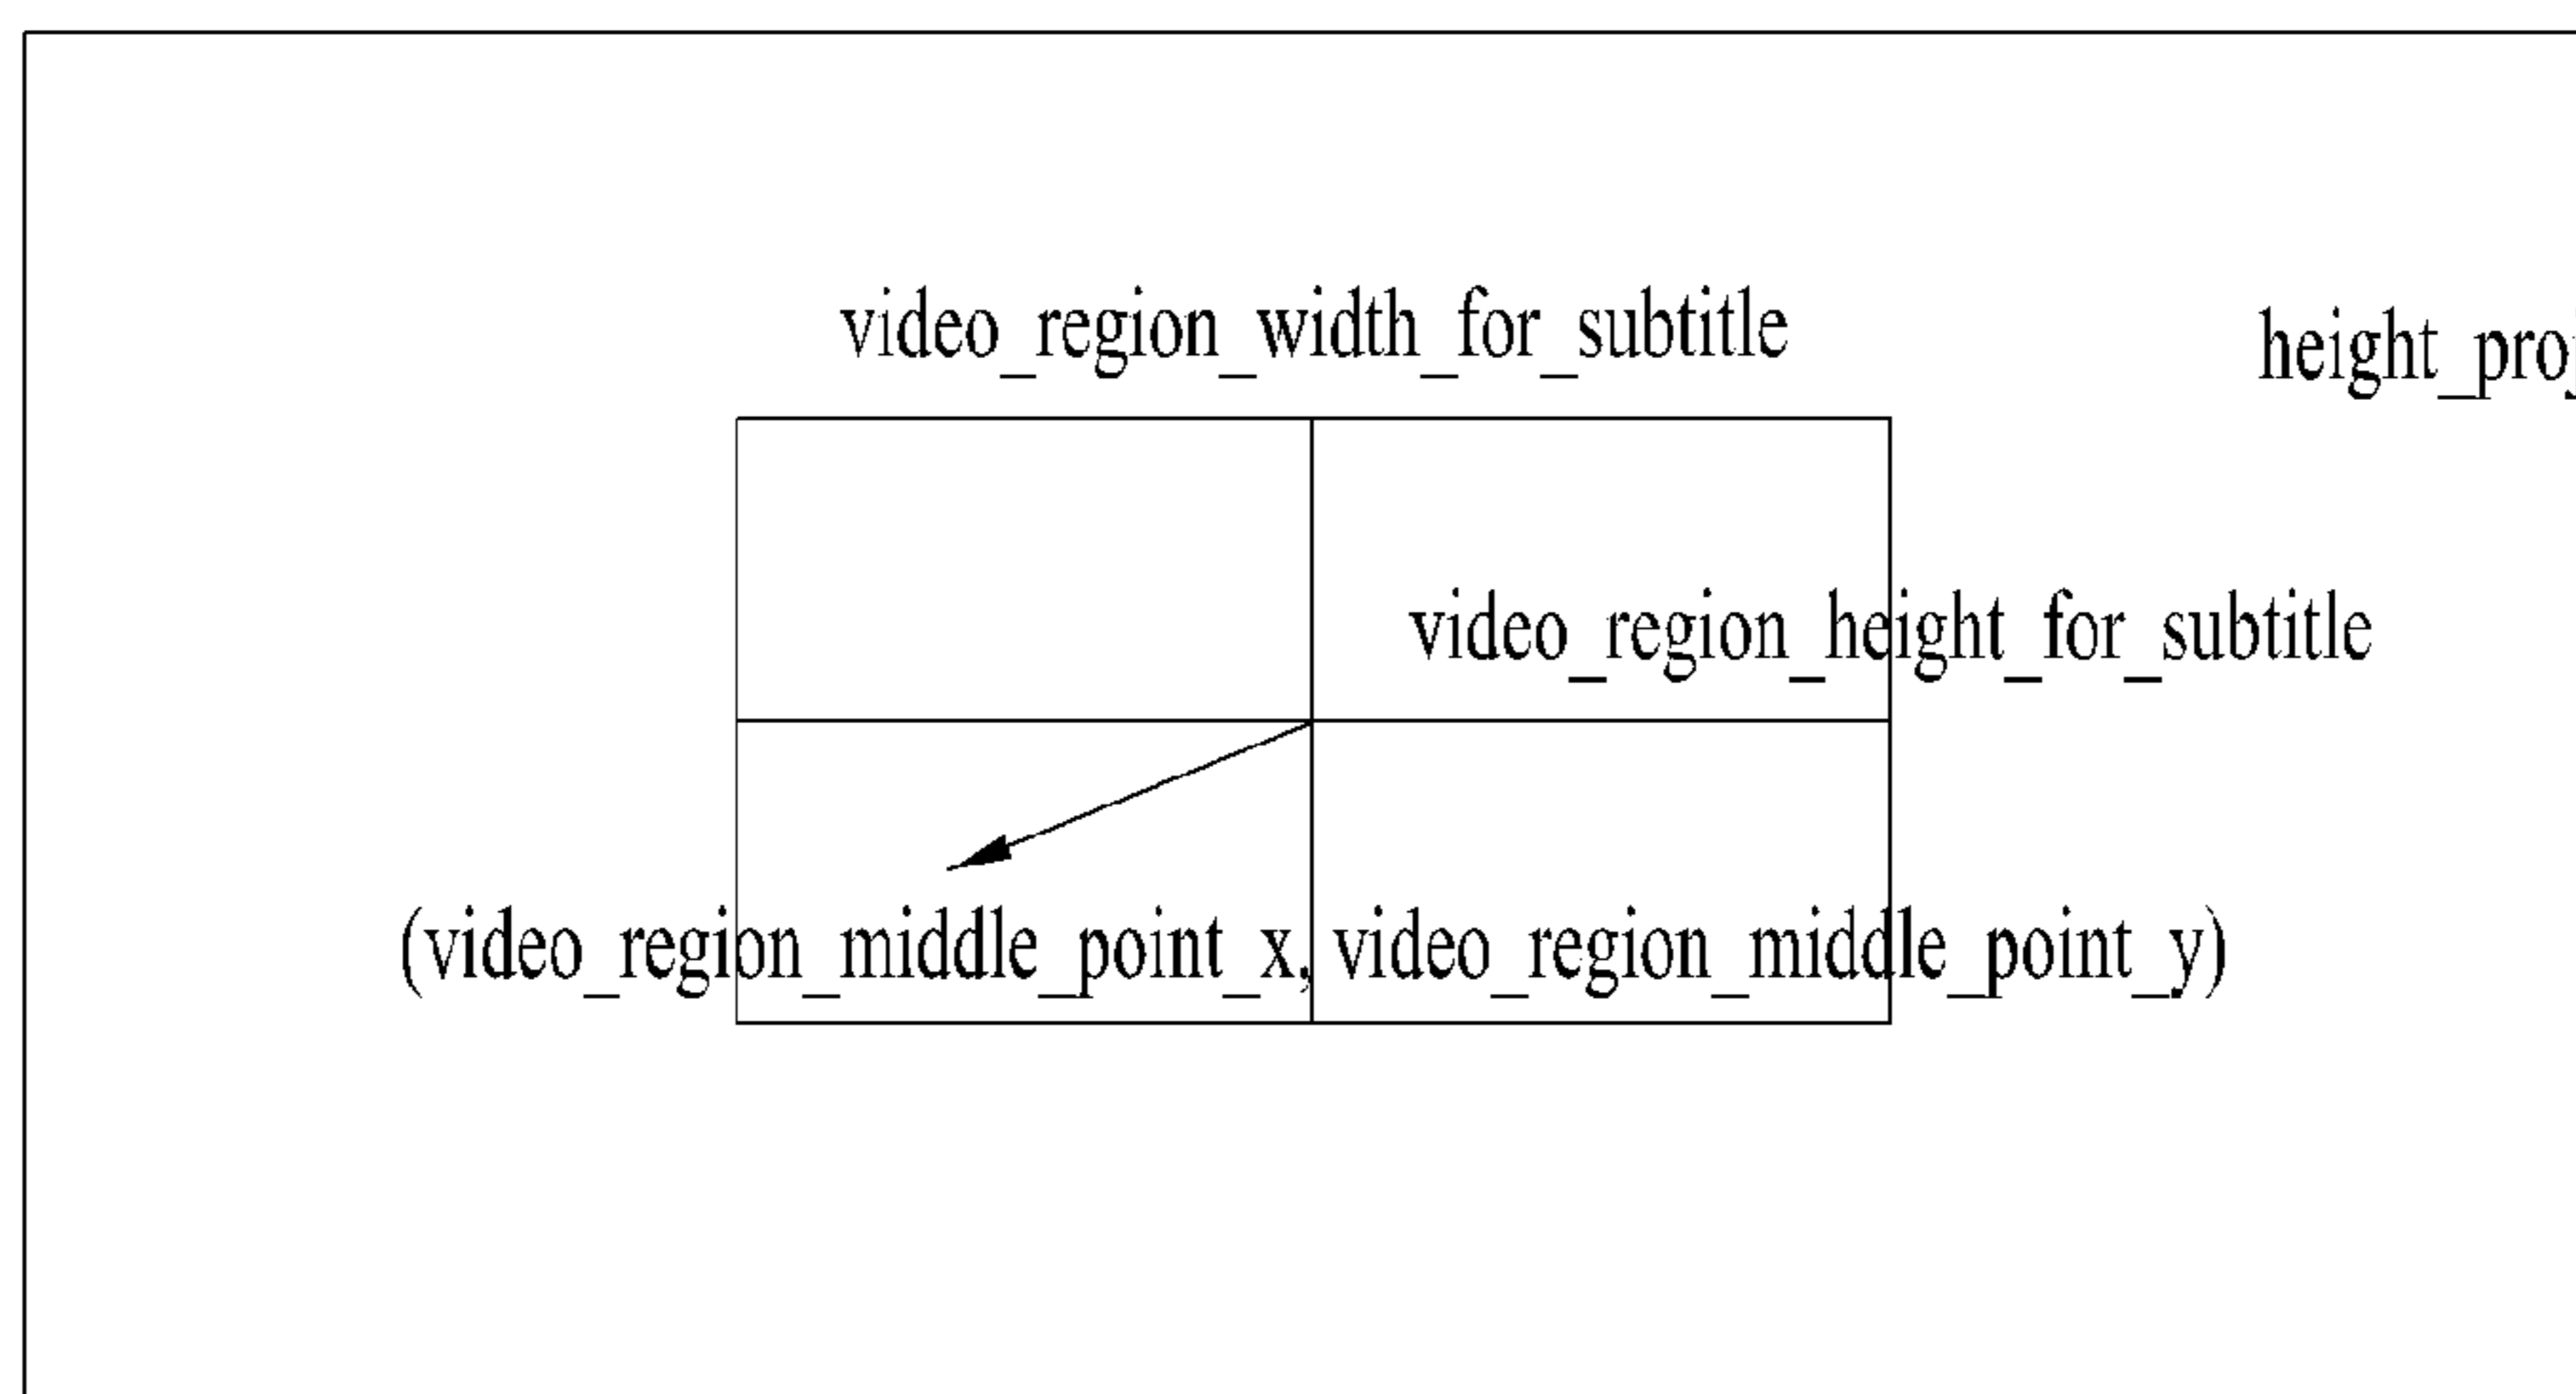 video_region_width_for_subtitle
video_region_height_for_subtitle
(video_region_middle_point_x, video_region_middle_point_y)